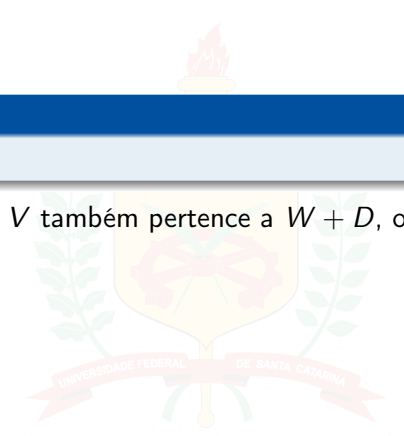 V também pertence a W + D, o
UNIVERSIDADE FEDERAL DE SANTA CATARINA